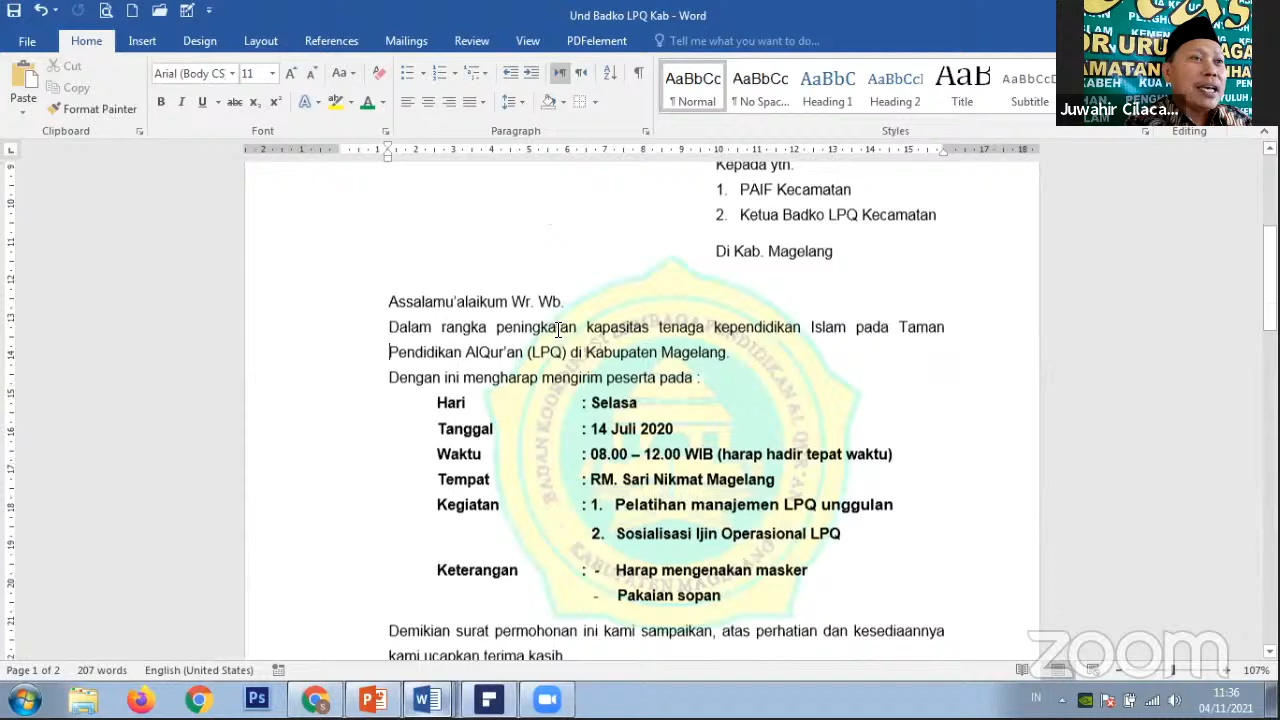 Und Badko LPQ Kab - Word
File Home Insert Design Layout References Mailings Review View PDFelement Tell me what you want to do...
Paste
Cut
Copy
Format Painter
Clipboard
Arial (Body CS 11
Font
Paragraph
AaBbCc AaBbCc AaBbC AaBbCcI AaB AaBbCcD
¶ Normal ¶ No Spac... Heading 1 Heading 2 Title Subtitle
Styles
Editing
Juwahir Cilaca...
Kepada yth.
1. PAIF Kecamatan
2. Ketua Badko LPQ Kecamatan
Di Kab. Magelang
Assalamu'alaikum Wr. Wb.
Dalam rangka peningkatan kapasitas tenaga kependidikan Islam pada Taman
Pendidikan AlQur'an (LPQ) di Kabupaten Magelang.
Dengan ini mengharap mengirim peserta pada :
Hari : Selasa
Tanggal : 14 Juli 2020
Waktu : 08.00 – 12.00 WIB (harap hadir tepat waktu)
Tempat : RM. Sari Nikmat Magelang
Kegiatan : 1. Pelatihan manajemen LPQ unggulan
2. Sosialisasi Ijin Operasional LPQ
Keterangan : - Harap mengenakan masker
- Pakaian sopan
Demikian surat permohonan ini kami sampaikan, atas perhatian dan kesediaannya
kami ucapkan terima kasih
KABUPATEN MAGELANG
zoom
Page 1 of 2 207 words English (United States) 107%
IN 11:36
04/11/2021